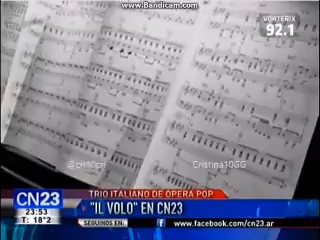 www.Bandicam.com
VORTERIX
92.1
@cn10cri
Cristina10GG
TRIO ITALIANO DE OPERA POP
CN23
"IL VOLO" EN CN23
23:53
T: 18°2
SEGUINOS EN:
www.facebook.com/cn23.ar